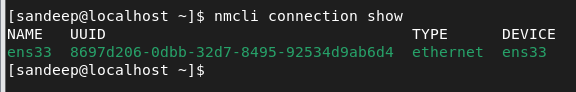 [sandeep@localhost ~]$ nmcli connection show
NAME   UUID                                  TYPE      DEVICE
ens33  8697d206-0dbb-32d7-8495-92534d9ab6d4  ethernet  ens33
[sandeep@localhost ~]$